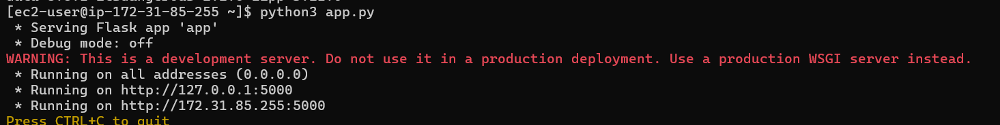 [ec2-user@ip-172-31-85-255 ~]$ python3 app.py
 * Serving Flask app 'app'
 * Debug mode: off
WARNING: This is a development server. Do not use it in a production deployment. Use a production WSGI server instead.
 * Running on all addresses (0.0.0.0)
 * Running on http://127.0.0.1:5000
 * Running on http://172.31.85.255:5000
Press CTRL+C to quit